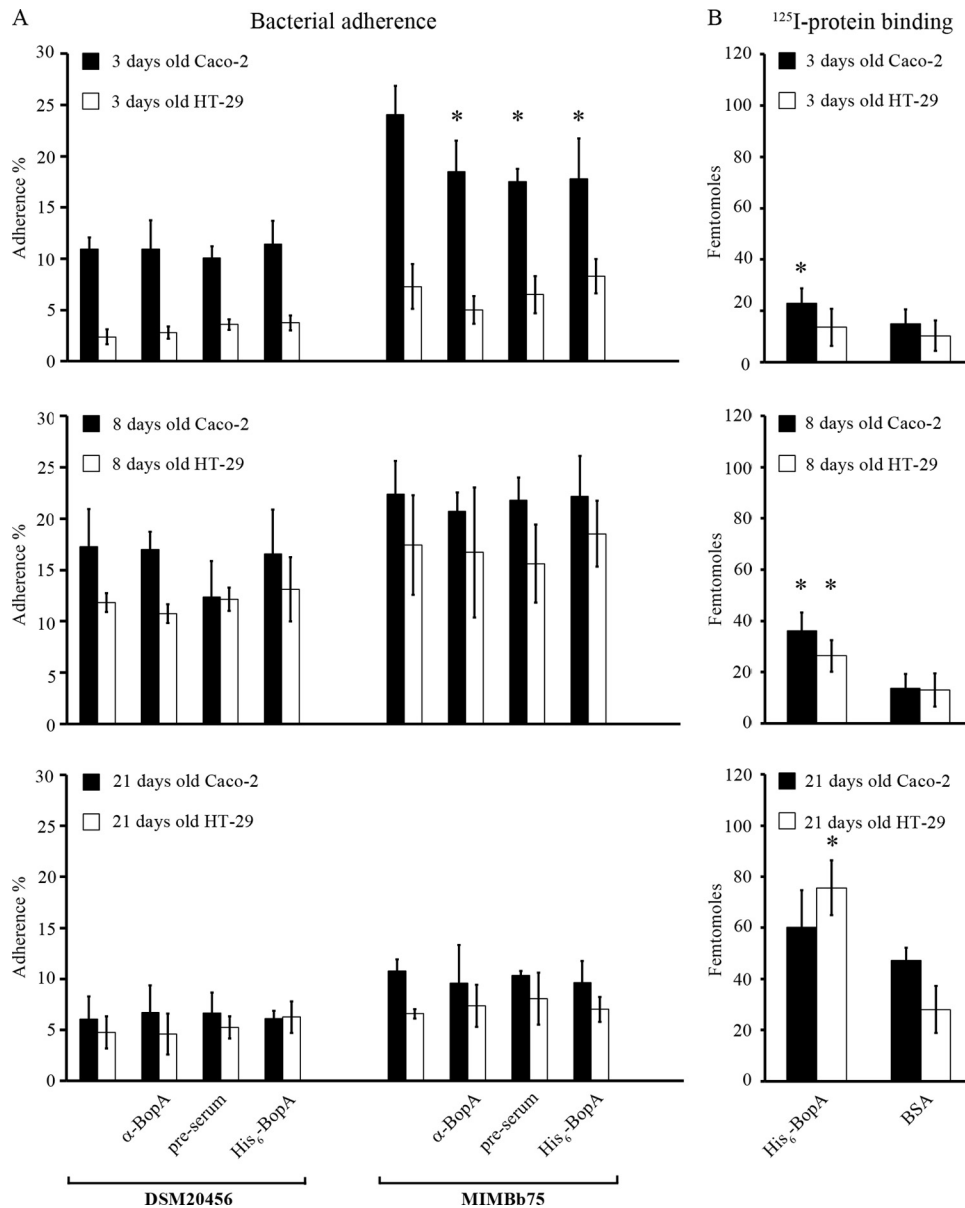 A
Bacterial adherence
30
25
20
15
10
5
0
Adherence %
3 days old Caco-2
3 days old HT-29
* * *
30
25
20
15
10
5
0
Adherence %
8 days old Caco-2
8 days old HT-29
30
25
20
15
10
5
0
Adherence %
21 days old Caco-2
21 days old HT-29
α-BopA
pre-serum
His₆-BopA
α-BopA
pre-serum
His₆-BopA
DSM20456
MIMBb75
B
¹²⁵I-protein binding
120
100
80
60
40
20
0
Femtomoles
3 days old Caco-2
3 days old HT-29
*
120
100
80
60
40
20
0
Femtomoles
8 days old Caco-2
8 days old HT-29
* *
120
100
80
60
40
20
0
Femtomoles
21 days old Caco-2
21 days old HT-29
*
His₆-BopA
BSA